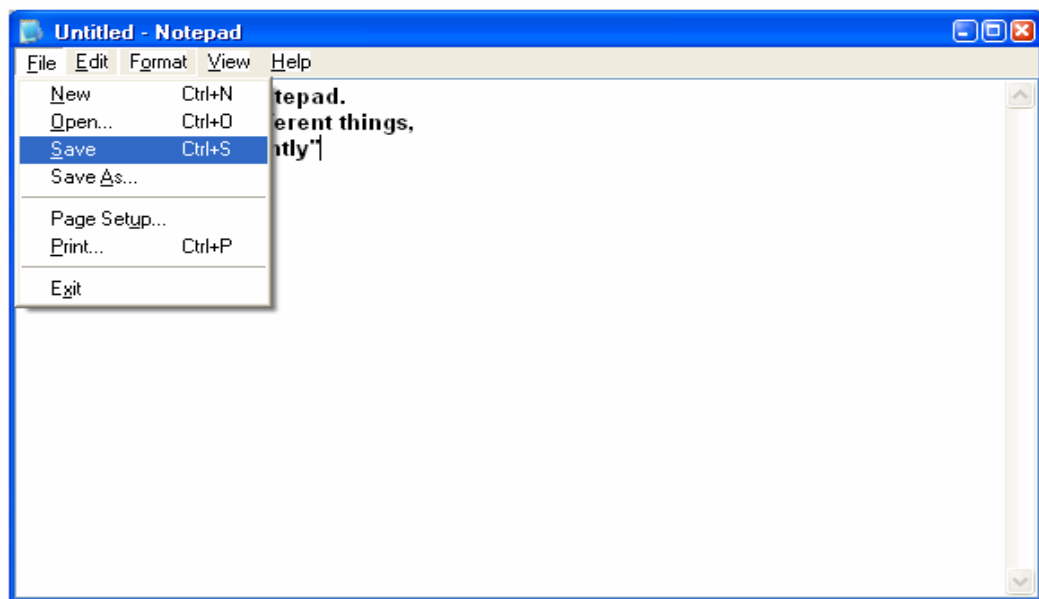 Untitled - Notepad
File Edit Format View Help
New Ctrl+N
Open... Ctrl+O
Save Ctrl+S
Save As...
Page Setup...
Print... Ctrl+P
Exit
tepad.
erent things,
ntly"